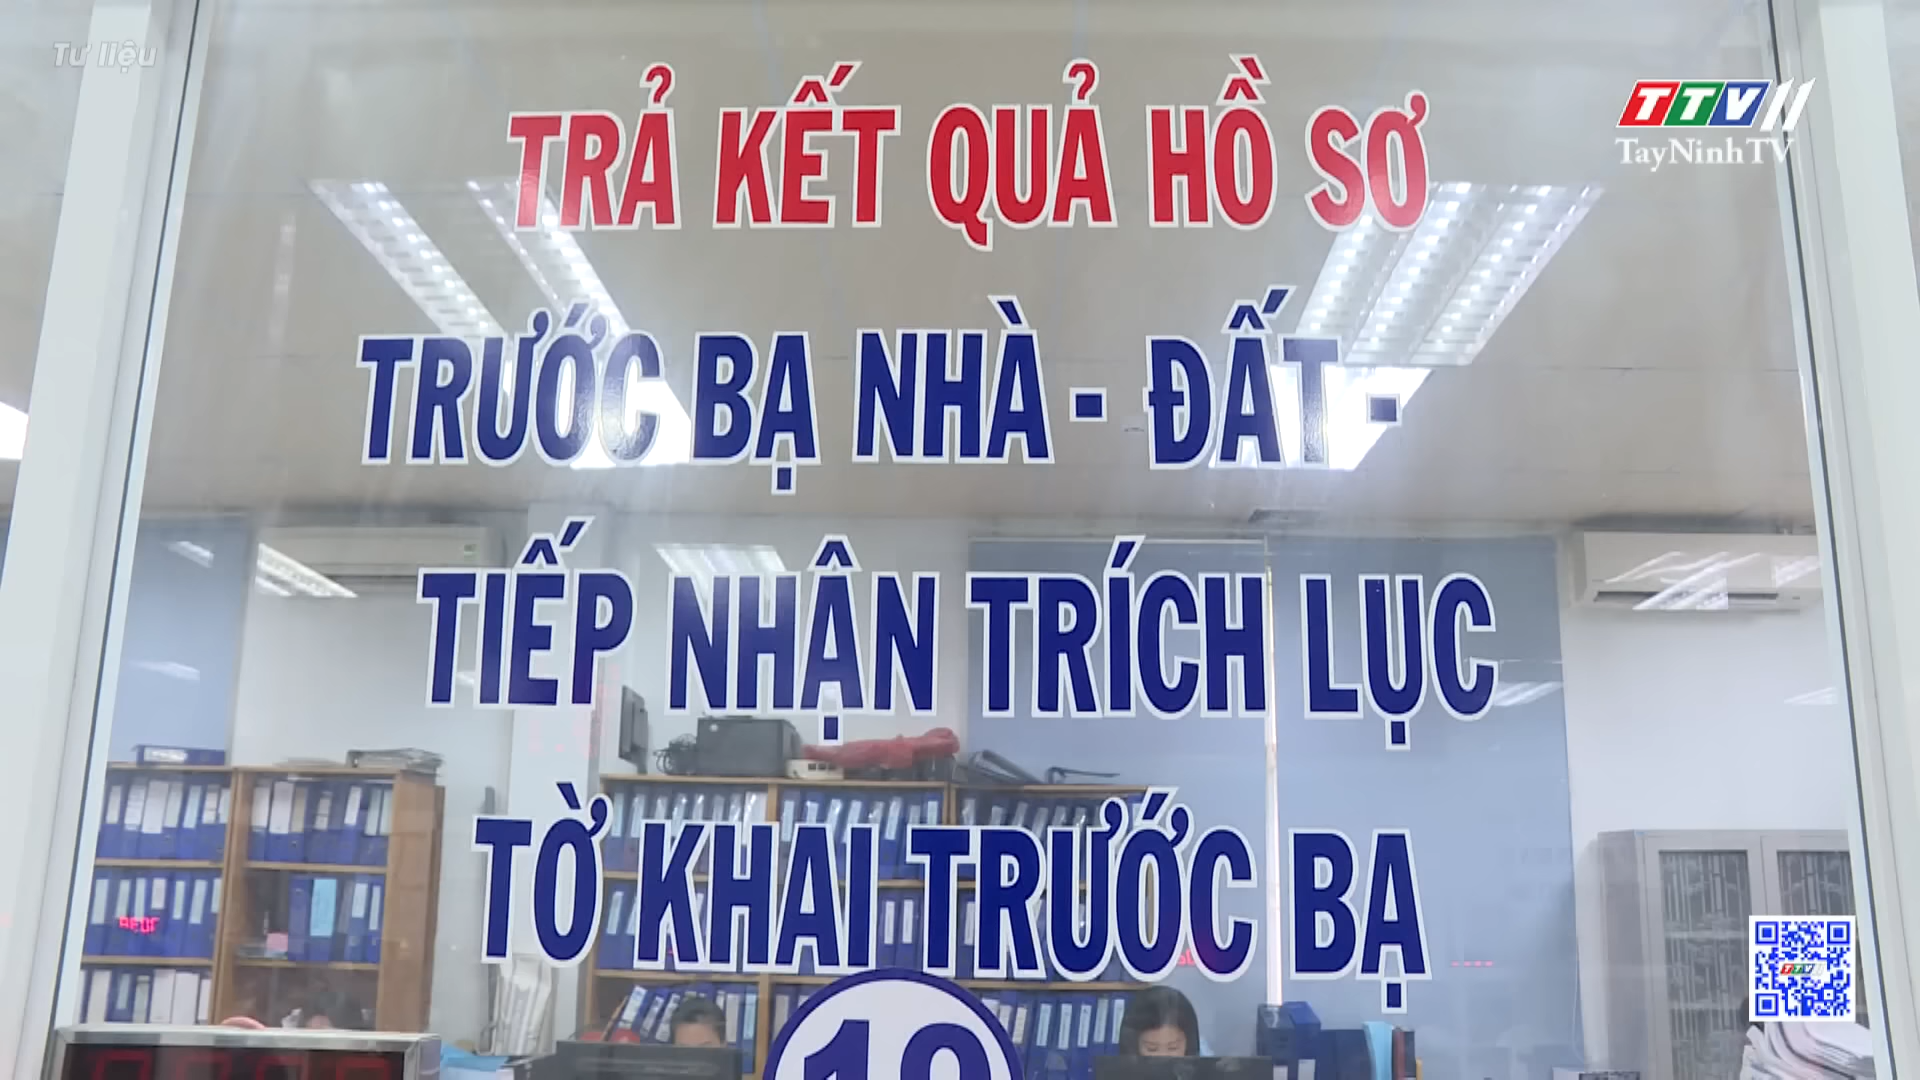 Tư liệu
TTV11
TayNinhTV
TRẢ KẾT QUẢ HỒ SƠ
TRƯỚC BẠ NHÀ - ĐẤT -
TIẾP NHẬN TRÍCH LỤC
TỜ KHAI TRƯỚC BẠ